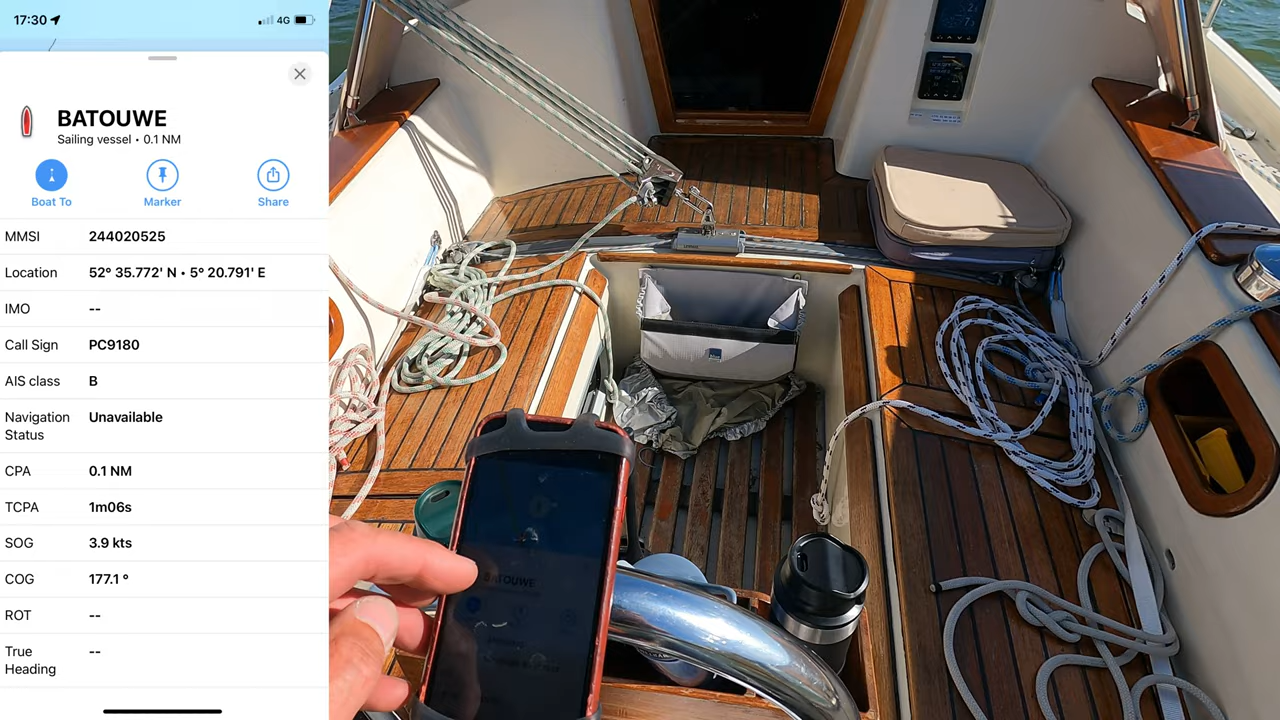 17:30
4G
BATOUWE
Sailing vessel • 0.1 NM
Boat To
Marker
Share
MMSI 244020525
Location 52° 35.772' N • 5° 20.791' E
IMO --
Call Sign PC9180
AIS class B
Navigation Status Unavailable
CPA 0.1 NM
TCPA 1m06s
SOG 3.9 kts
COG 177.1 °
ROT --
True Heading --
BATOUWE